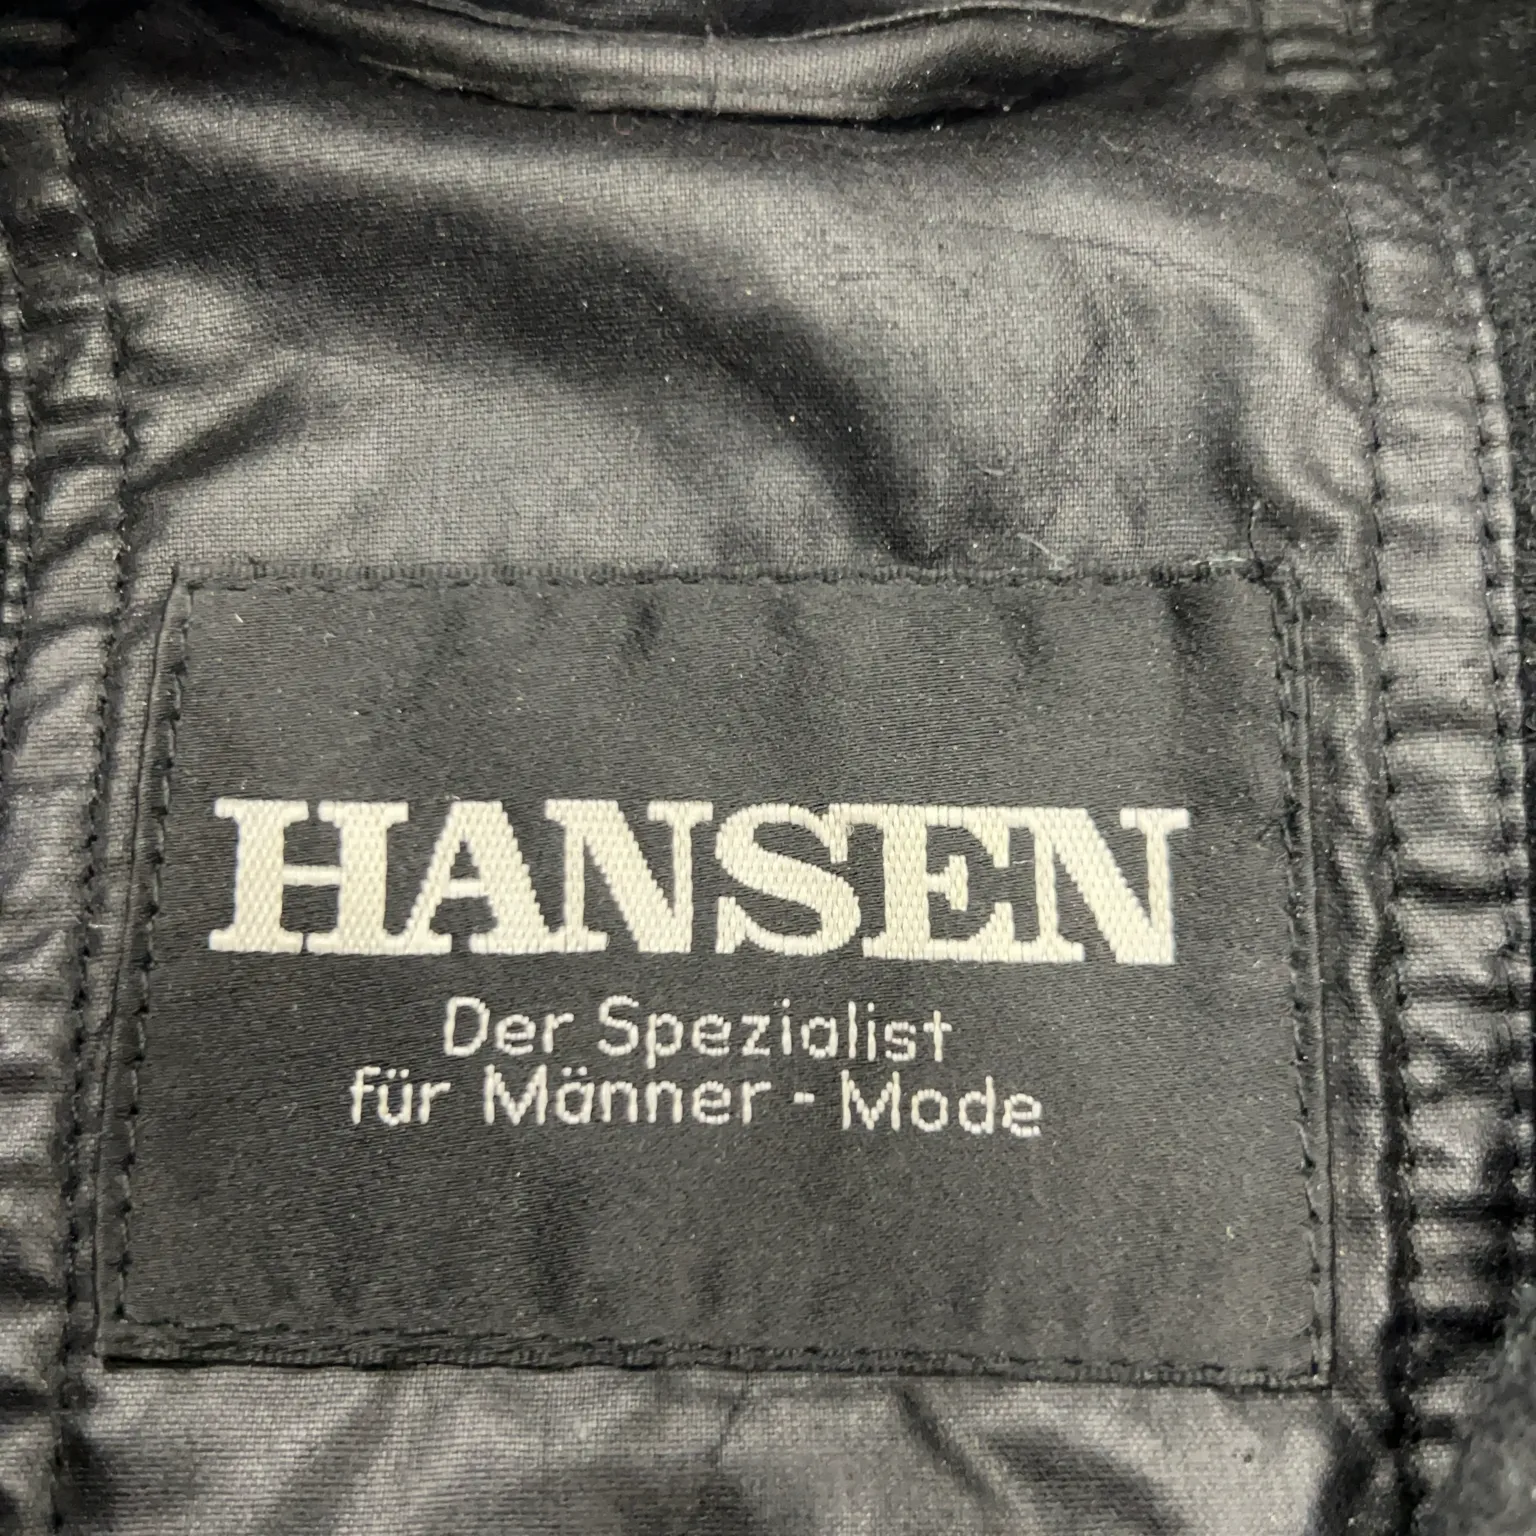 HANSEN
Der Spezialist
für Männer - Mode